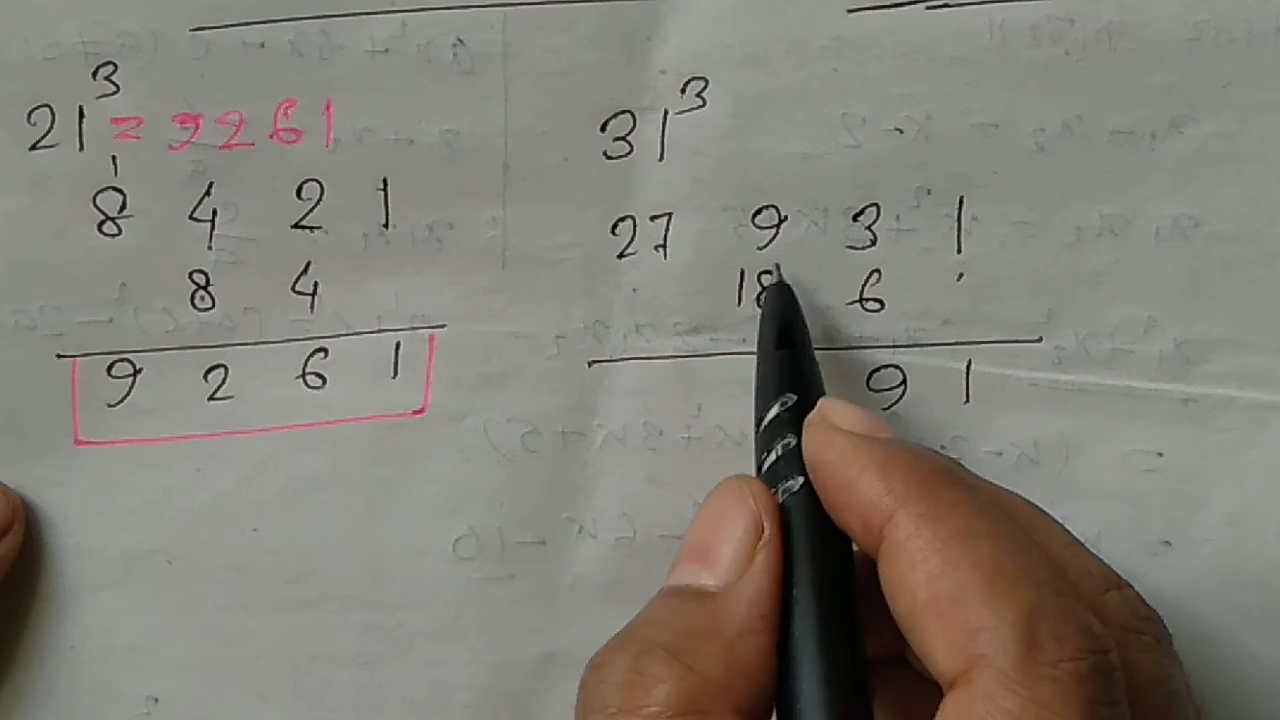 21³ = 9261
8 4 2 1
8 4
9 2 6 1
31³
27 9 3 1
18 6
9 1